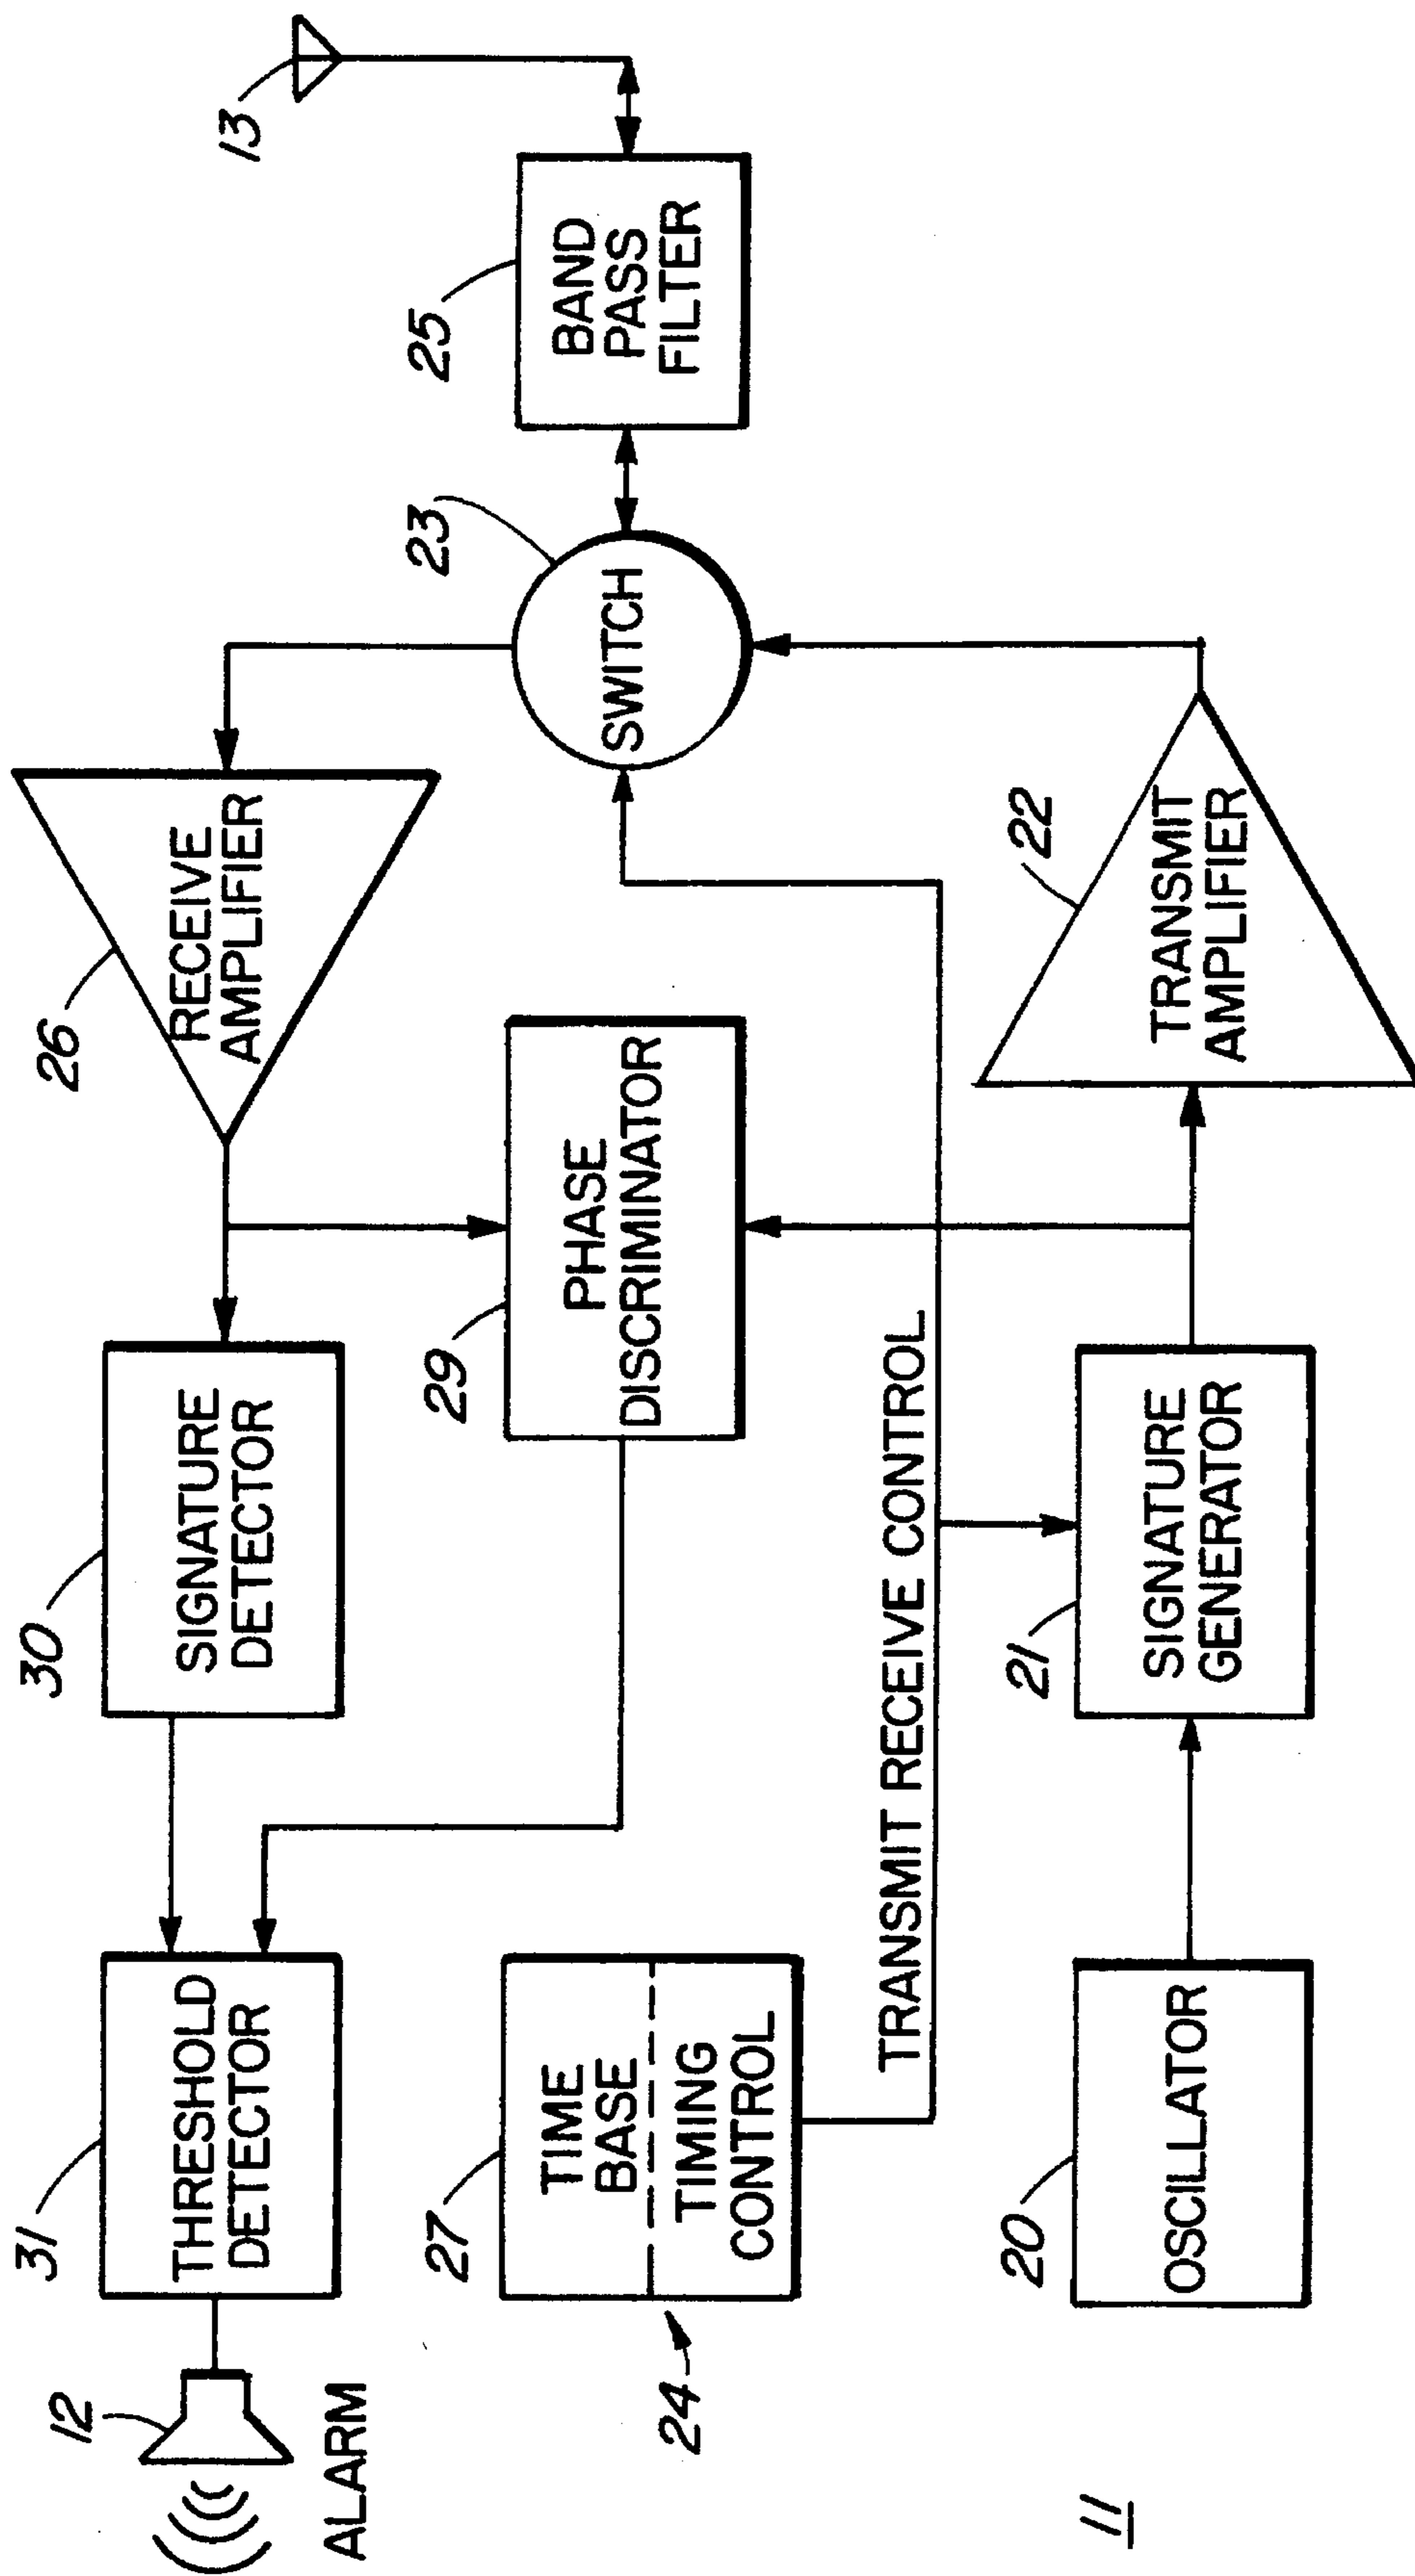 12
ALARM
31
THRESHOLD
DETECTOR
30
SIGNATURE
DETECTOR
26
RECEIVE
AMPLIFIER
13
24
27
TIME
BASE
TIMING
CONTROL
29
PHASE
DISCRIMINATOR
23
SWITCH
25
BAND
PASS
FILTER
TRANSMIT RECEIVE CONTROL
11
20
OSCILLATOR
21
SIGNATURE
GENERATOR
22
TRANSMIT
AMPLIFIER